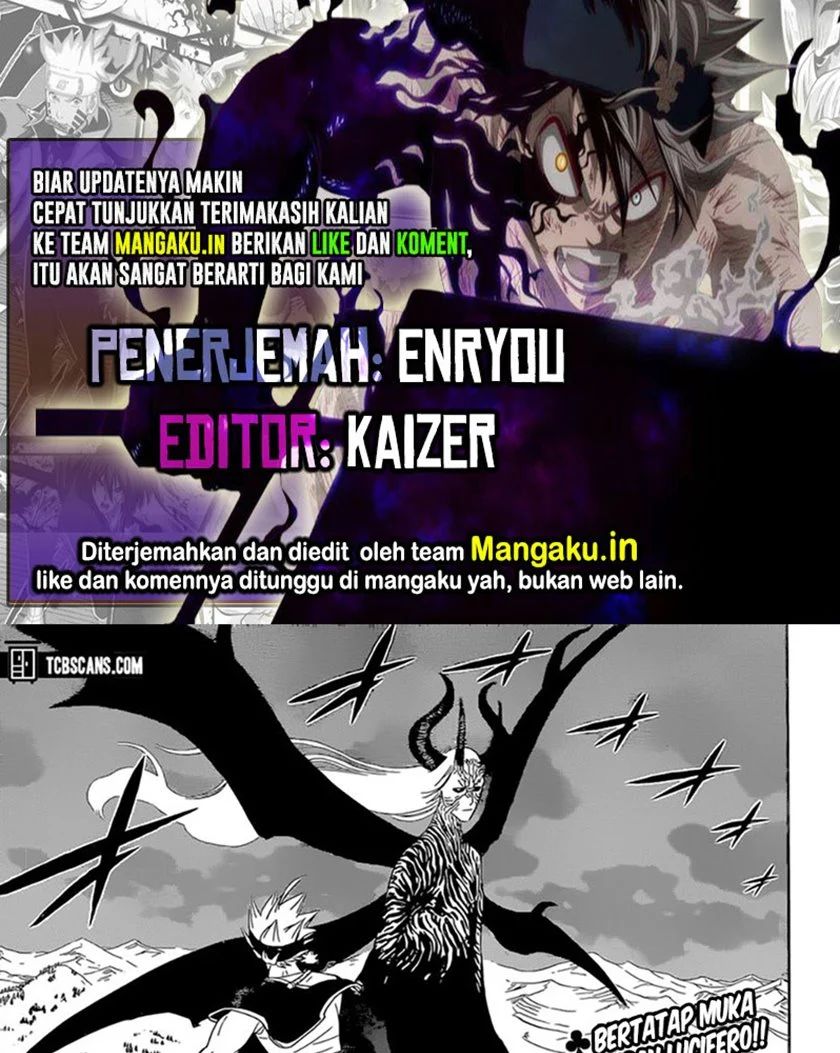 BIAR UPDATENYA MAKIN
CEPAT TUNJUKKAN TERIMAKASIH KALIAN
KE TEAM MANGAKU.in BERIKAN LIKE DAN KOMENT,
ITU AKAN SANGAT BERARTI BAGI KAMI
PENERJEMAH: ENRYOU
EDITOR: KAIZER
Diterjemahkan dan diedit oleh team Mangaku.in
like dan komennya ditunggu di mangaku yah, bukan web lain.
TCBSCANS.COM
BERTATAP MUKA
LUCIFERO!!